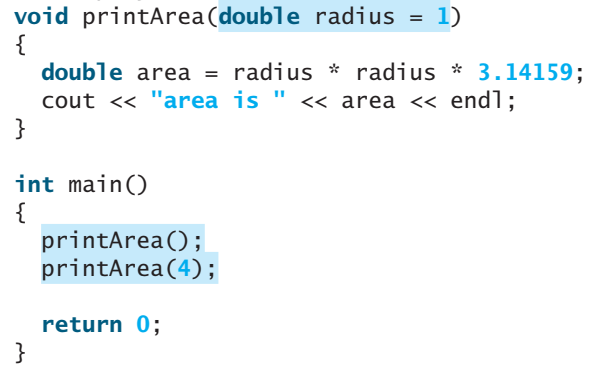 void printArea(double radius = 1)
{
  double area = radius * radius * 3.14159;
  cout << "area is " << area << endl;
}

int main()
{
  printArea();
  printArea(4);

  return 0;
}